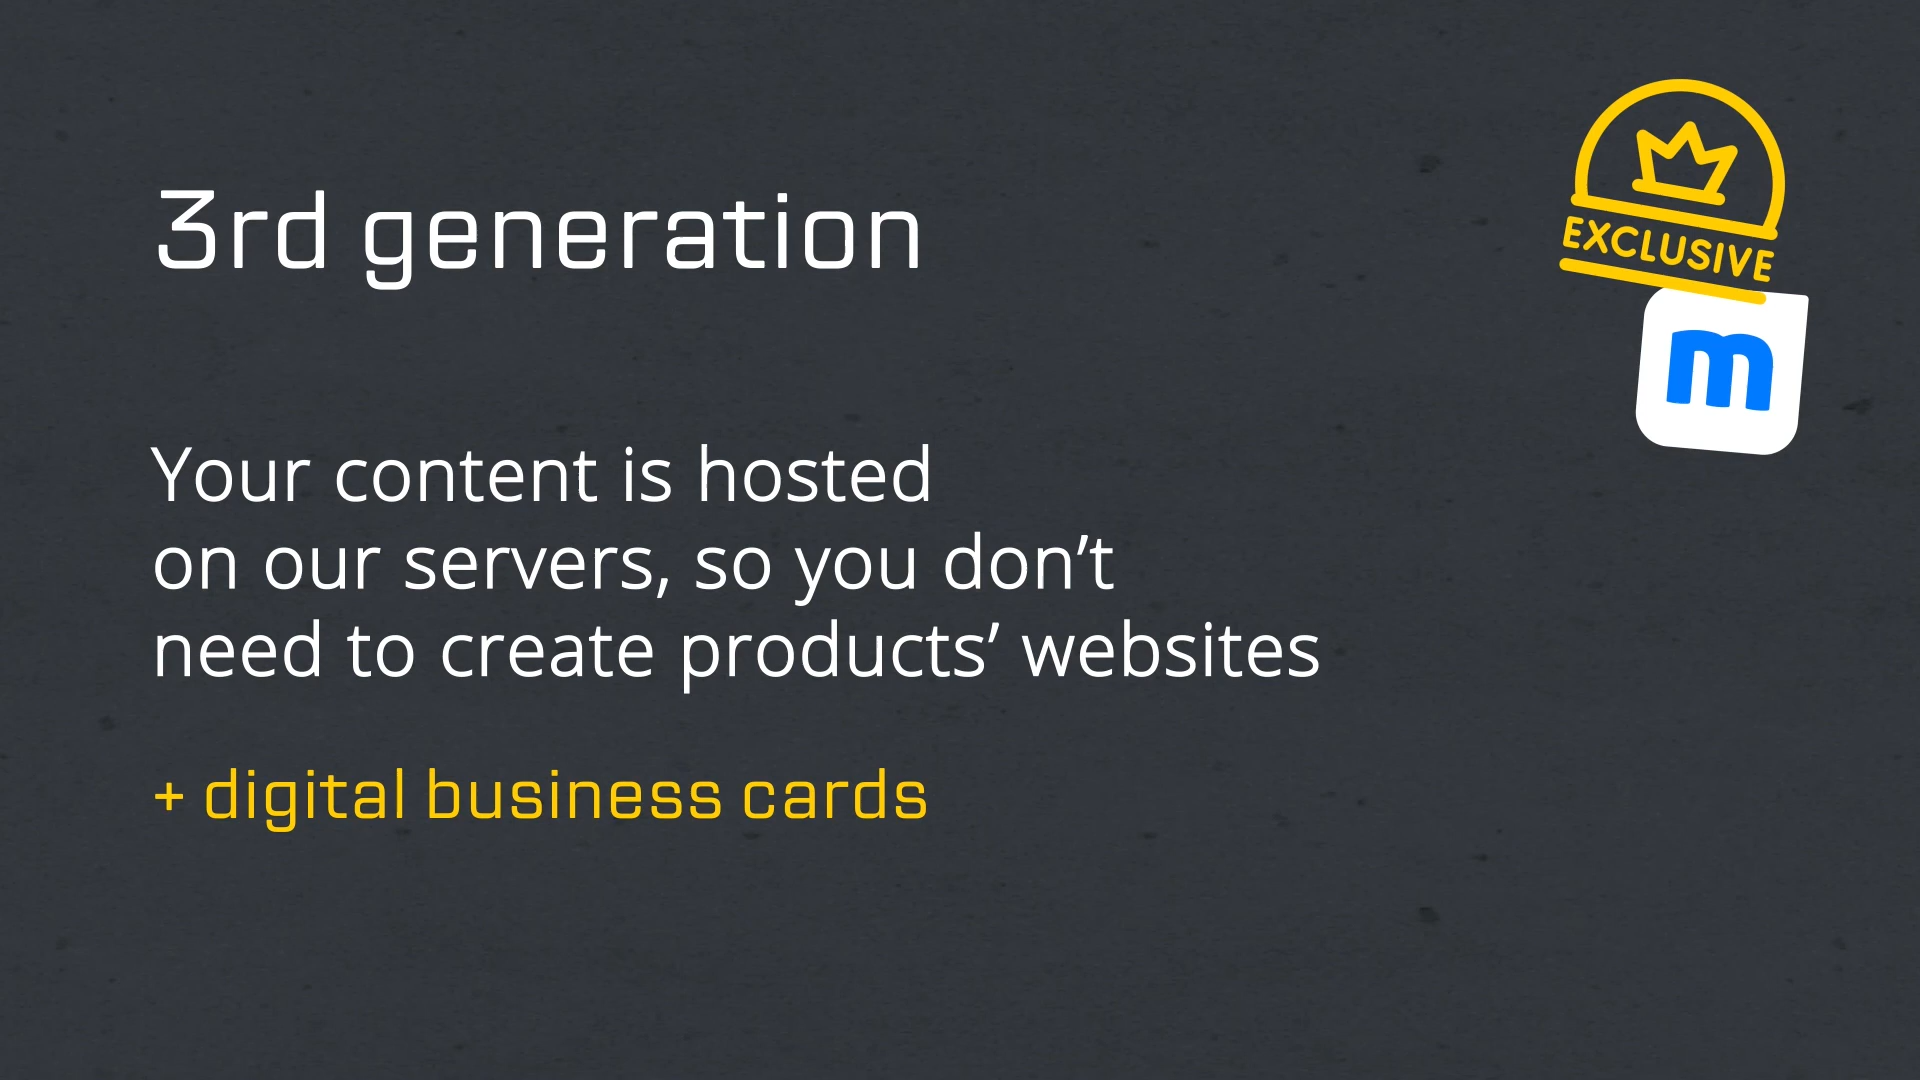 3rd generation
EXCLUSIVE
m
Your content is hosted
on our servers, so you don’t
need to create products’ websites
+ digital business cards